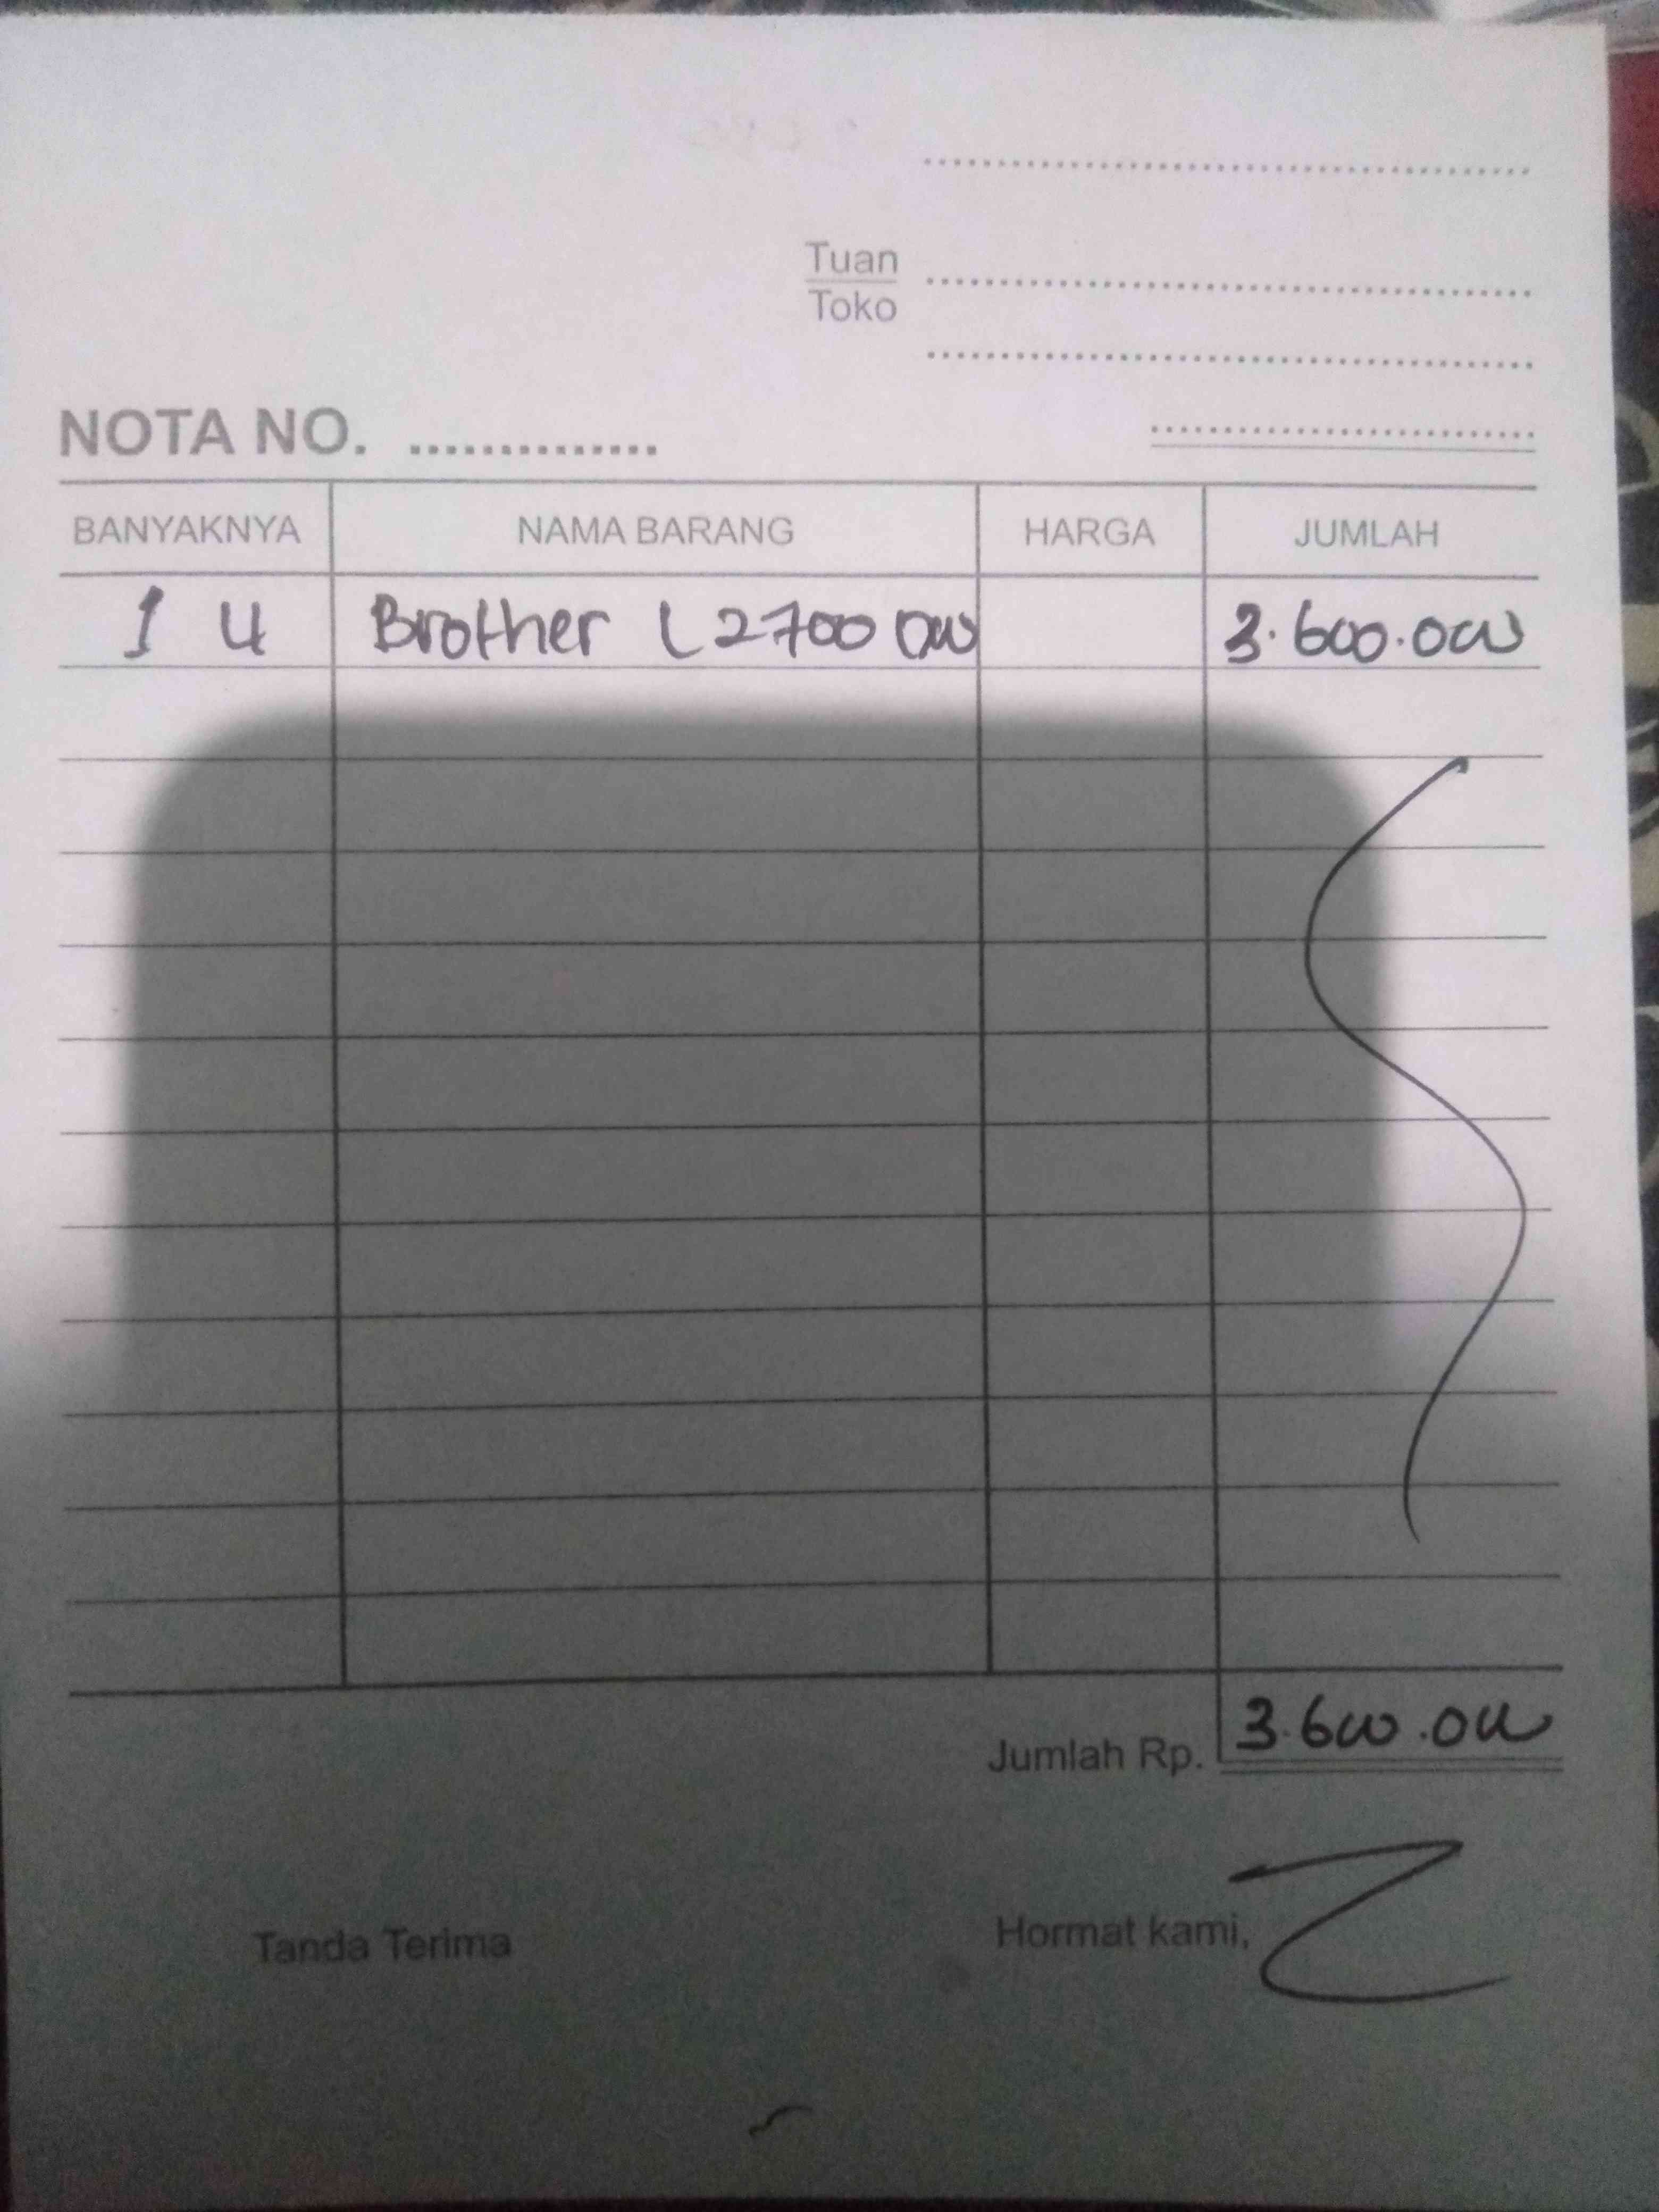 Tuan
Toko
NOTA NO. ..............
BANYAKNYA NAMA BARANG HARGA JUMLAH
1 U Brother L2700 DW 3.600.000
Jumlah Rp. 3.600.000
Tanda Terima Hormat kami,